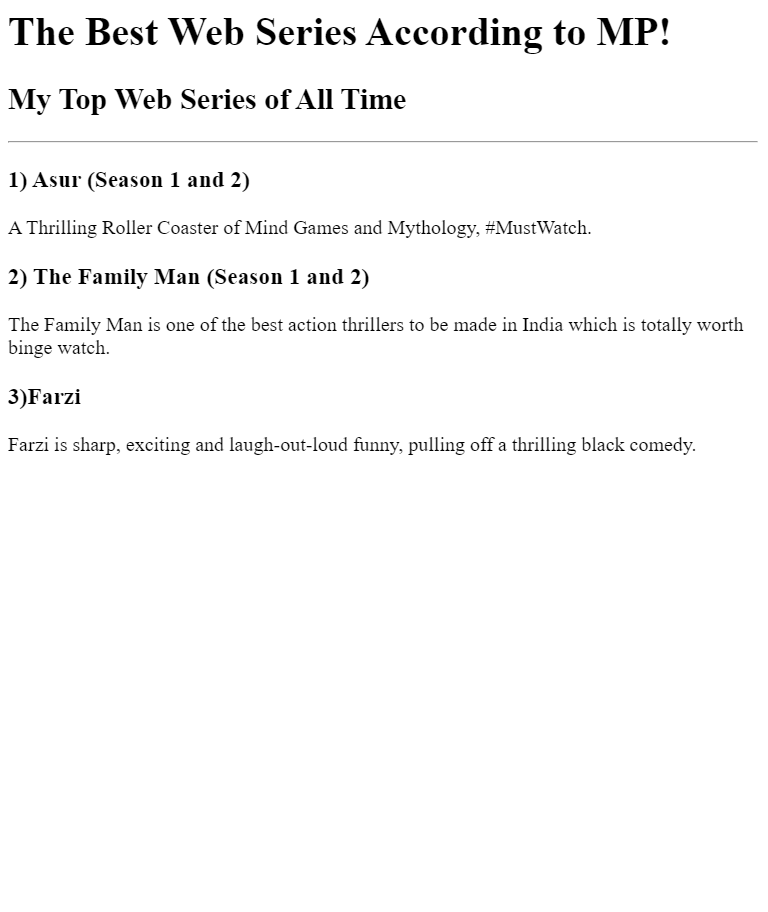 The Best Web Series According to MP!
My Top Web Series of All Time
1) Asur (Season 1 and 2)
A Thrilling Roller Coaster of Mind Games and Mythology, #MustWatch.
2) The Family Man (Season 1 and 2)
The Family Man is one of the best action thrillers to be made in India which is totally worth
binge watch.
3)Farzi
Farzi is sharp, exciting and laugh-out-loud funny, pulling off a thrilling black comedy.